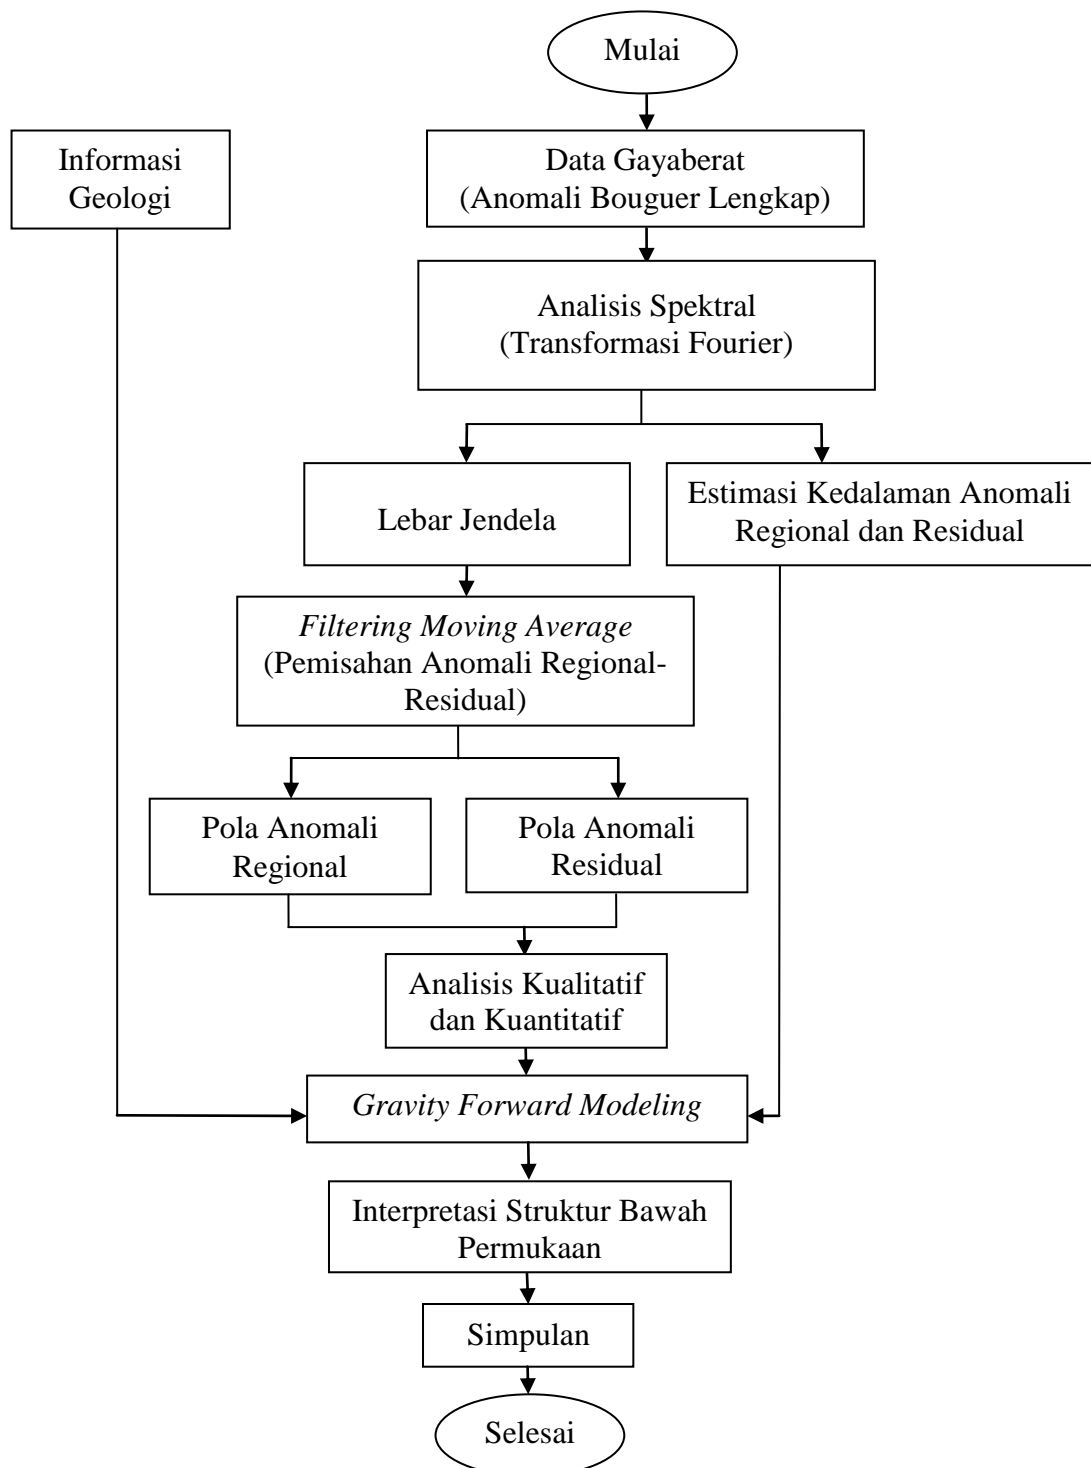 Mulai
Informasi
Geologi
Data Gayaberat
(Anomali Bouguer Lengkap)
Analisis Spektral
(Transformasi Fourier)
Lebar Jendela
Estimasi Kedalaman Anomali
Regional dan Residual
Filtering Moving Average
(Pemisahan Anomali Regional-
Residual)
Pola Anomali
Regional
Pola Anomali
Residual
Analisis Kualitatif
dan Kuantitatif
Gravity Forward Modeling
Interpretasi Struktur Bawah
Permukaan
Simpulan
Selesai